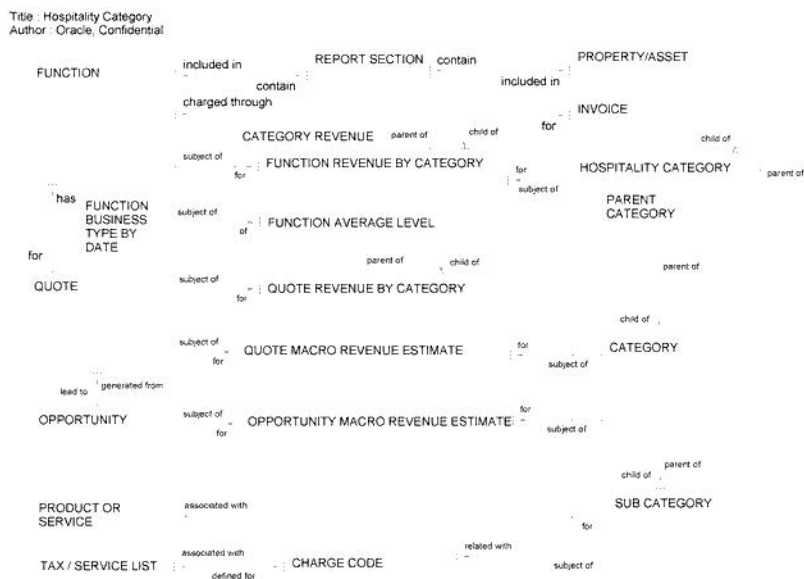 Title : Hospitality Category
Author : Oracle, Confidential
FUNCTION
included in
contain
REPORT SECTION
contain
included in
PROPERTY/ASSET
charged through
for
INVOICE
CATEGORY REVENUE
parent of
child of
child of
subject of
for
FUNCTION REVENUE BY CATEGORY
for
subject of
HOSPITALITY CATEGORY
parent of
has
FUNCTION
BUSINESS
TYPE BY
DATE
subject of
of
FUNCTION AVERAGE LEVEL
PARENT
CATEGORY
for
parent of
child of
parent of
QUOTE
subject of
for
QUOTE REVENUE BY CATEGORY
child of
subject of
for
QUOTE MACRO REVENUE ESTIMATE
for
subject of
CATEGORY
lead to
generated from
OPPORTUNITY
subject of
for
OPPORTUNITY MACRO REVENUE ESTIMATE
for
subject of
child of
parent of
PRODUCT OR
SERVICE
associated with
SUB CATEGORY
for
TAX / SERVICE LIST
associated with
defined for
CHARGE CODE
related with
subject of